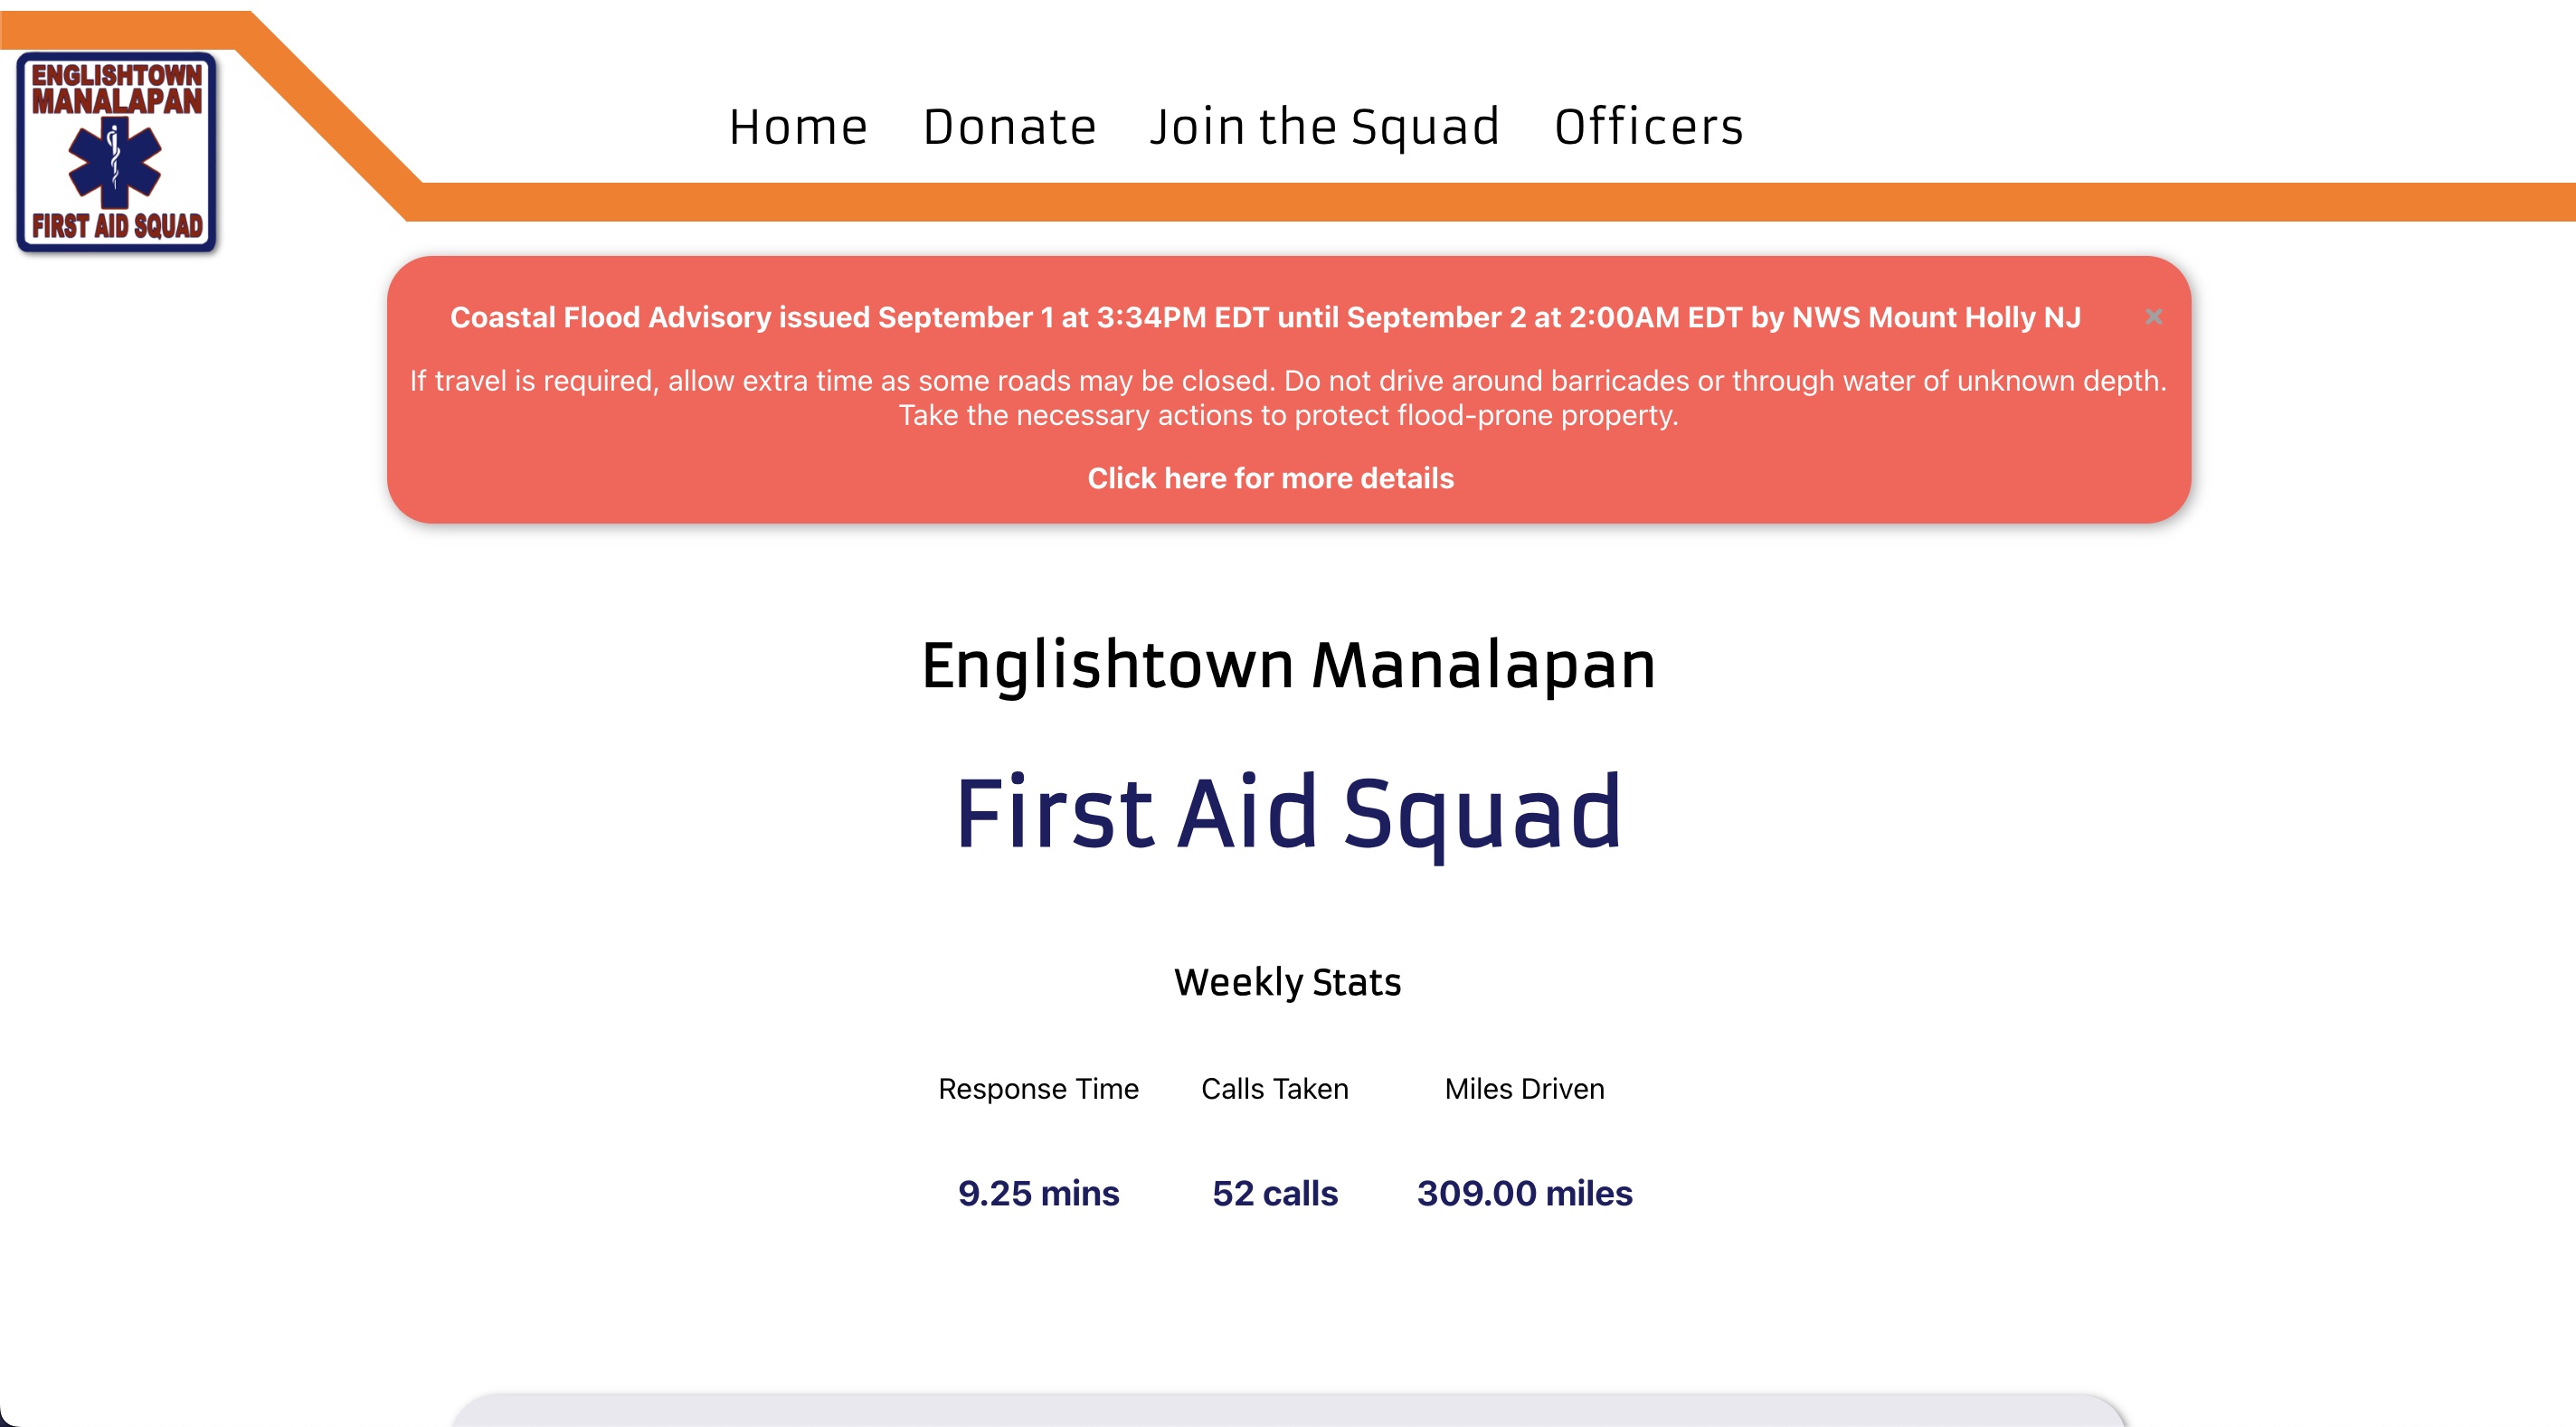 ENGLISHTOWN
MANALAPAN
FIRST AID SQUAD
Home Donate Join the Squad Officers
Coastal Flood Advisory issued September 1 at 3:34PM EDT until September 2 at 2:00AM EDT by NWS Mount Holly NJ ×
If travel is required, allow extra time as some roads may be closed. Do not drive around barricades or through water of unknown depth.
Take the necessary actions to protect flood-prone property.
Click here for more details
Englishtown Manalapan
First Aid Squad
Weekly Stats
Response Time Calls Taken Miles Driven
9.25 mins 52 calls 309.00 miles